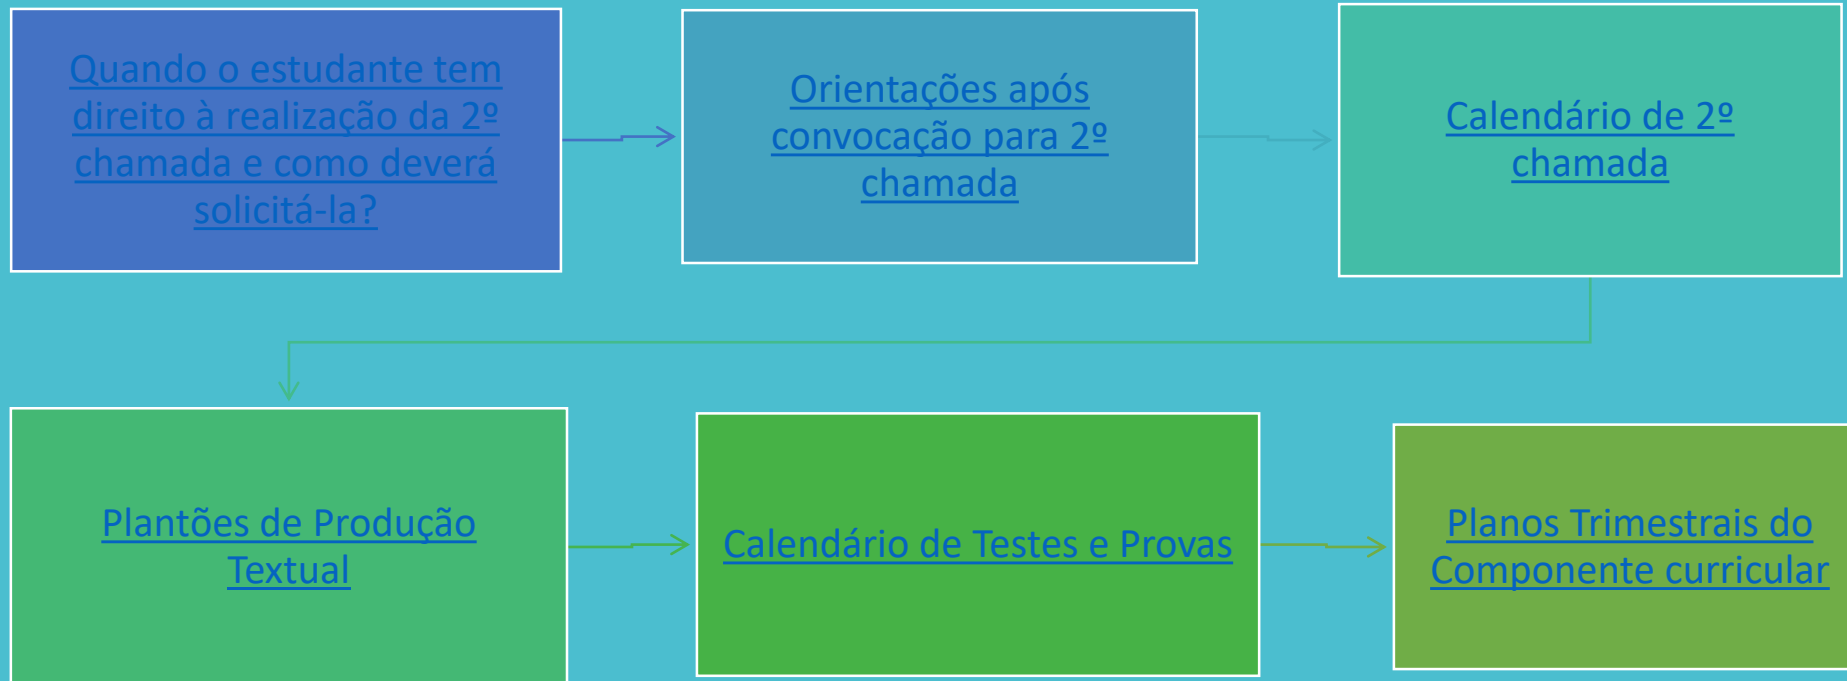 Quando o estudante tem
direito à realização da 2º
chamada e como deverá
solicitá-la?
Orientações após
convocação para 2º
chamada
Calendário de 2º
chamada
Plantões de Produção
Textual
Calendário de Testes e Provas
Planos Trimestrais do
Componente curricular